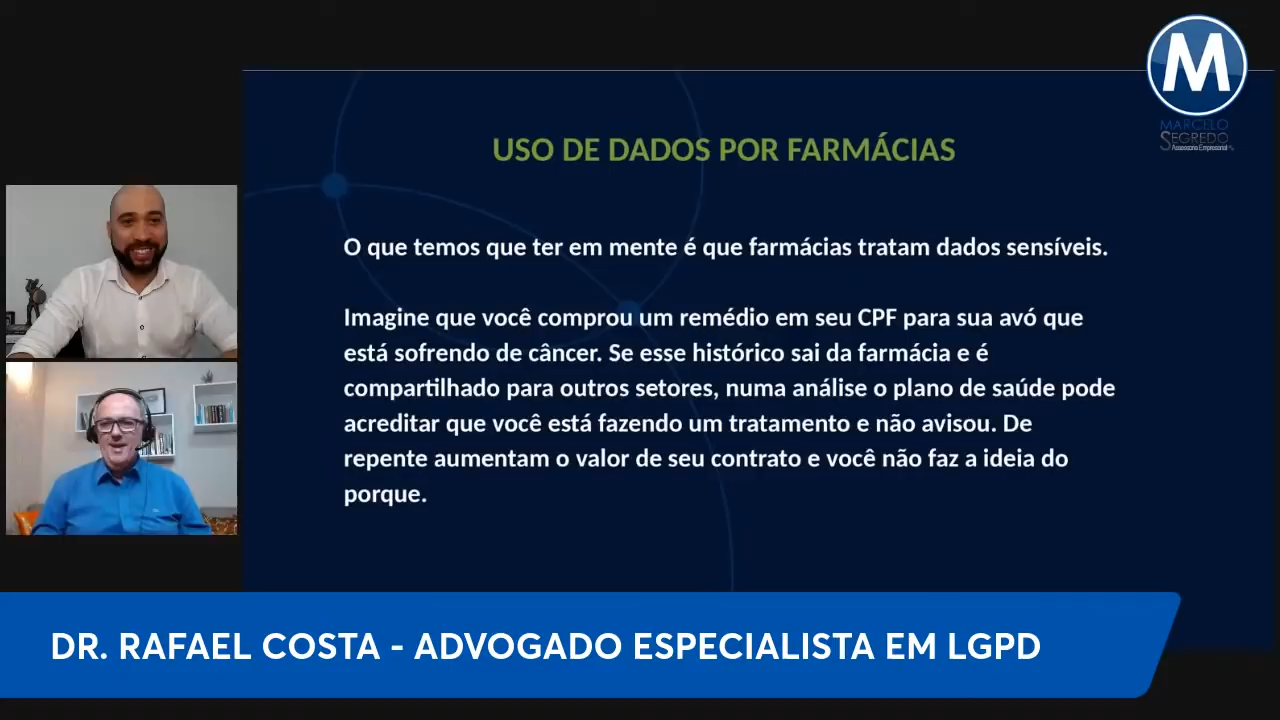 M
MARCELO
SEGREDO
Assessoria Empresarial
USO DE DADOS POR FARMÁCIAS
O que temos que ter em mente é que farmácias tratam dados sensíveis.
Imagine que você comprou um remédio em seu CPF para sua avó que
está sofrendo de câncer. Se esse histórico sai da farmácia e é
compartilhado para outros setores, numa análise o plano de saúde pode
acreditar que você está fazendo um tratamento e não avisou. De
repente aumentam o valor de seu contrato e você não faz a ideia do
porque.
DR. RAFAEL COSTA - ADVOGADO ESPECIALISTA EM LGPD